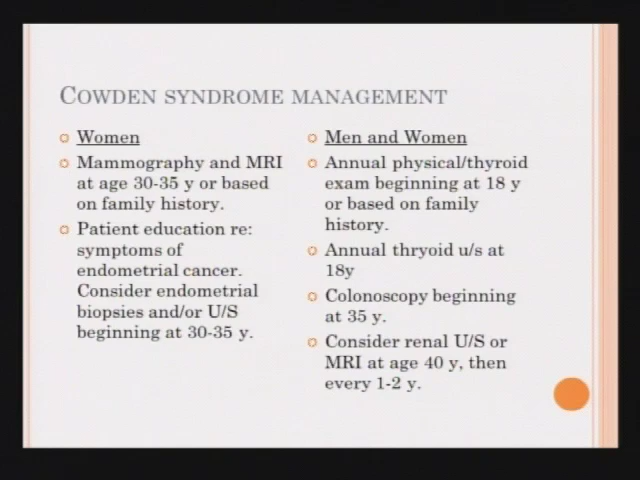 COWDEN SYNDROME MANAGEMENT
Women
Mammography and MRI
at age 30-35 y or based
on family history.
Patient education re:
symptoms of
endometrial cancer.
Consider endometrial
biopsies and/or U/S
beginning at 30-35 y.
Men and Women
Annual physical/thyroid
exam beginning at 18 y
or based on family
history.
Annual thryoid u/s at
18y
Colonoscopy beginning
at 35 y.
Consider renal U/S or
MRI at age 40 y, then
every 1-2 y.